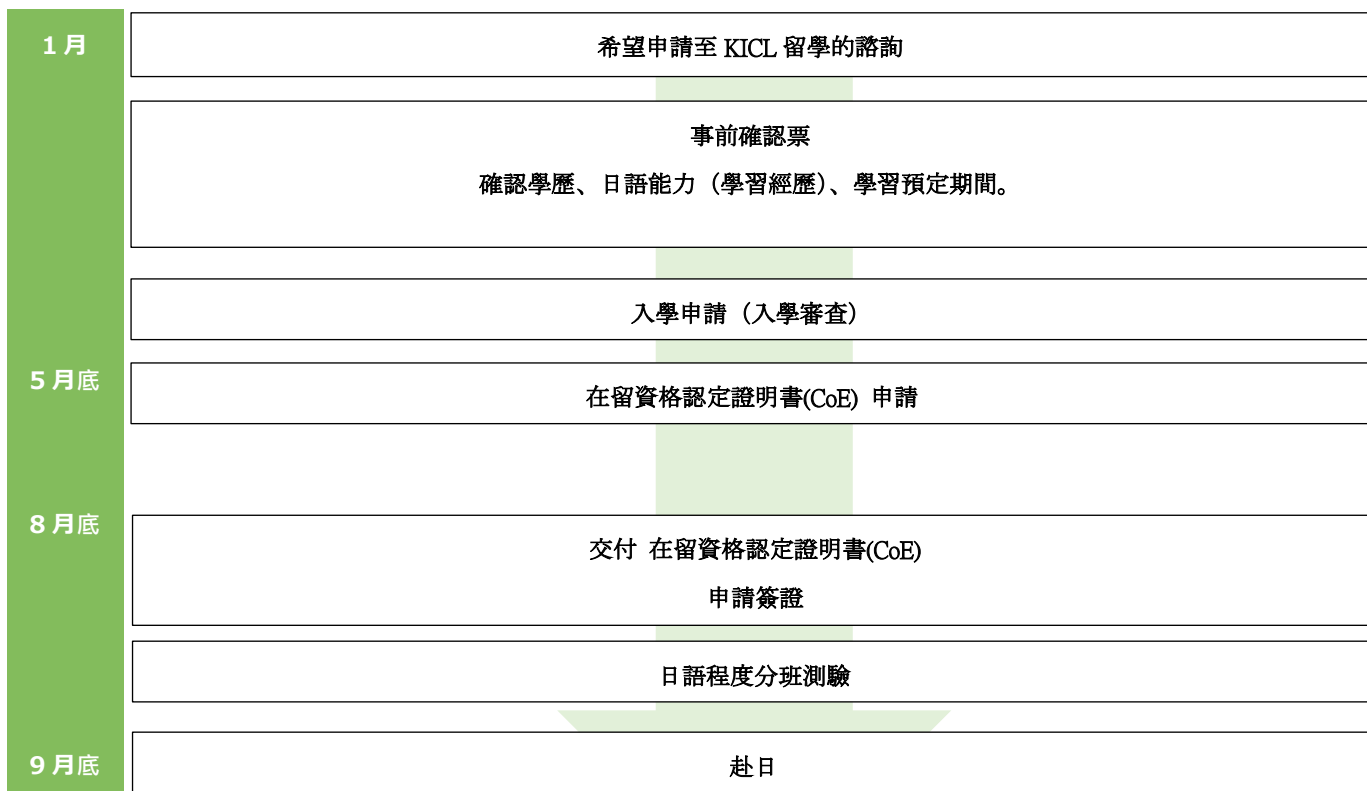 1 月
希望申請至 KICL 留學的諮詢
事前確認票
確認學歷、日語能力（學習經歷）、學習預定期間。
入學申請（入學審查）
5 月底
在留資格認定證明書(CoE) 申請
8 月底
交付 在留資格認定證明書(CoE)
申請簽證
日語程度分班測驗
9 月底
赴日